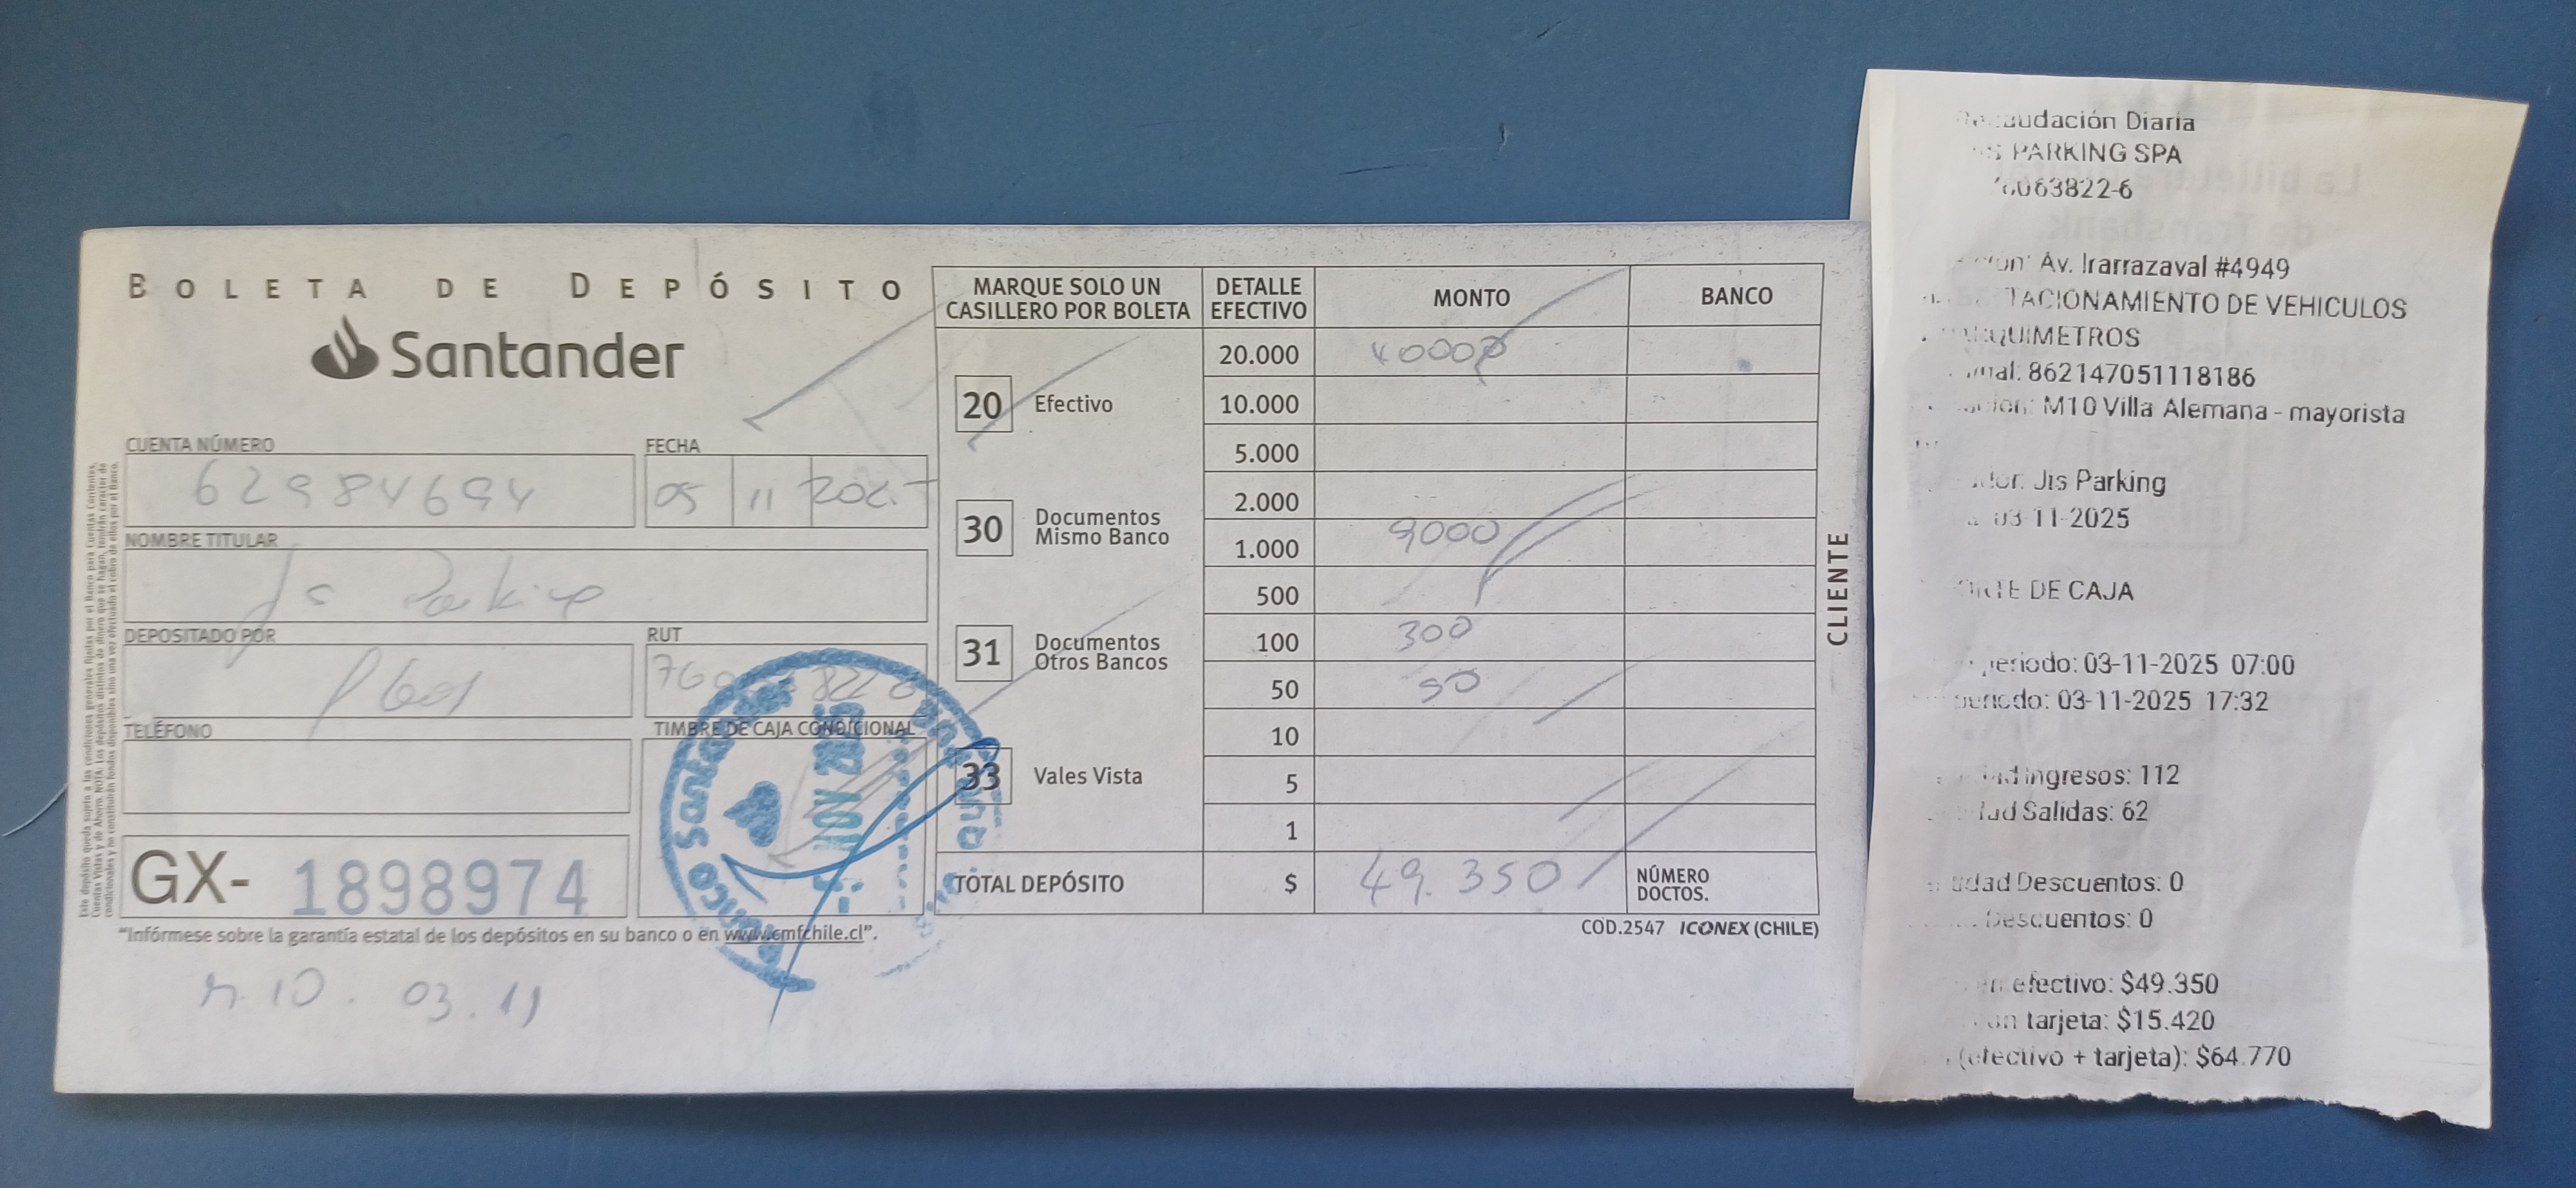 BOLETA DE DEPÓSITO
Santander
CUENTA NÚMERO
62984694
FECHA
05 11
NOMBRE TITULAR
Parking
DEPOSITADO POR
RUT
TELÉFONO
TIMBRE DE CAJA CONDICIONAL
Banco Santander
NOV
GX- 1898974
"Infórmese sobre la garantía estatal de los depósitos en su banco o en www.cmfchile.cl".
M.10. 03.11
MARQUE SOLO UN CASILLERO POR BOLETA
20 Efectivo
30 Documentos Mismo Banco
31 Documentos Otros Bancos
33 Vales Vista
DETALLE EFECTIVO MONTO BANCO
20.000 40000
10.000
5.000
2.000
1.000 9000
500
100 300
50 50
10
5
1
TOTAL DEPÓSITO $ 49.350 NÚMERO DOCTOS.
COD.2547 ICONEX (CHILE)
CLIENTE
Diaria
PARKING SPA
Av. Irarrazaval #4949
DE VEHICULOS
862147051118186
M10 Villa Alemana - mayorista
Jis Parking
03-11-2025
DE CAJA
periodo: 03-11-2025 07:00
periodo: 03-11-2025 17:32
ingresos: 112
Salidas: 62
Descuentos: 0
Descuentos: 0
efectivo: $49.350
tarjeta: $15.420
(efectivo + tarjeta): $64.770